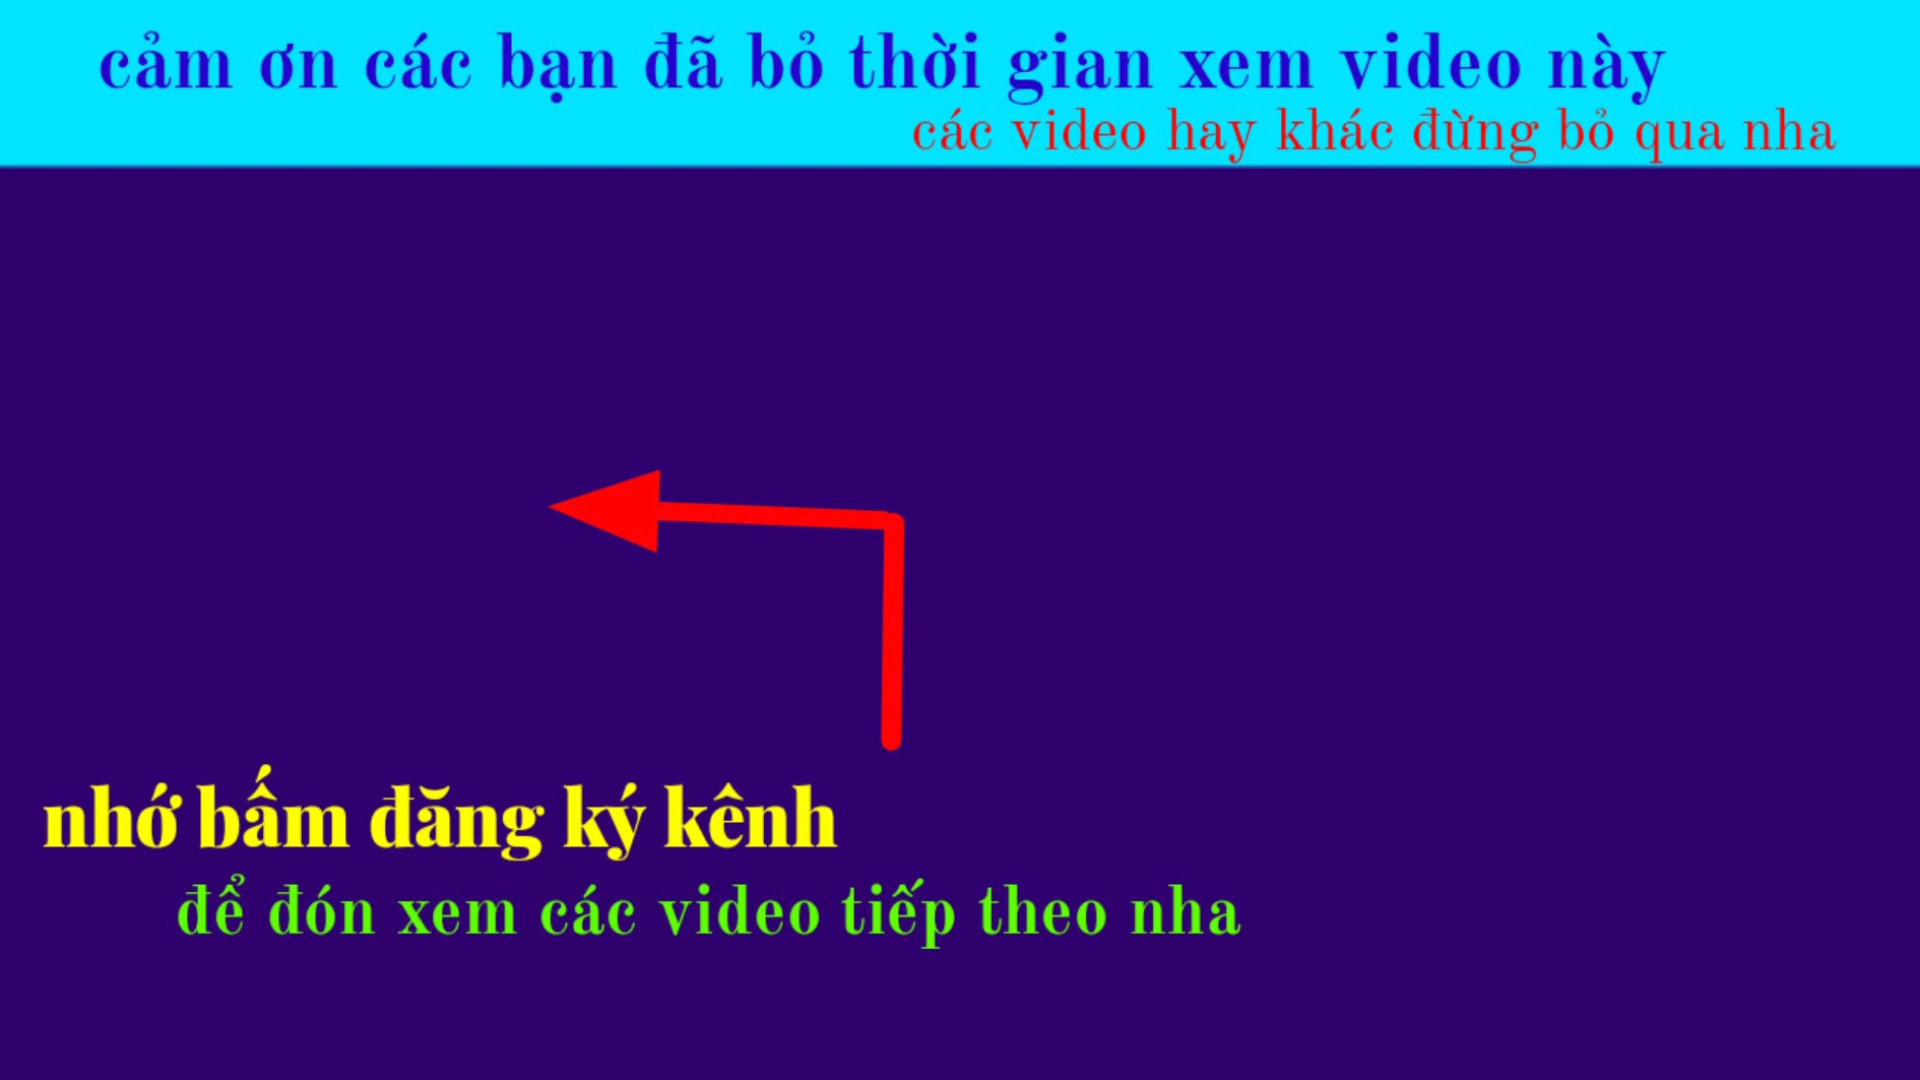 cảm ơn các bạn đã bỏ thời gian xem video này
các video hay khác đừng bỏ qua nha
nhớ bấm đăng ký kênh
để đón xem các video tiếp theo nha